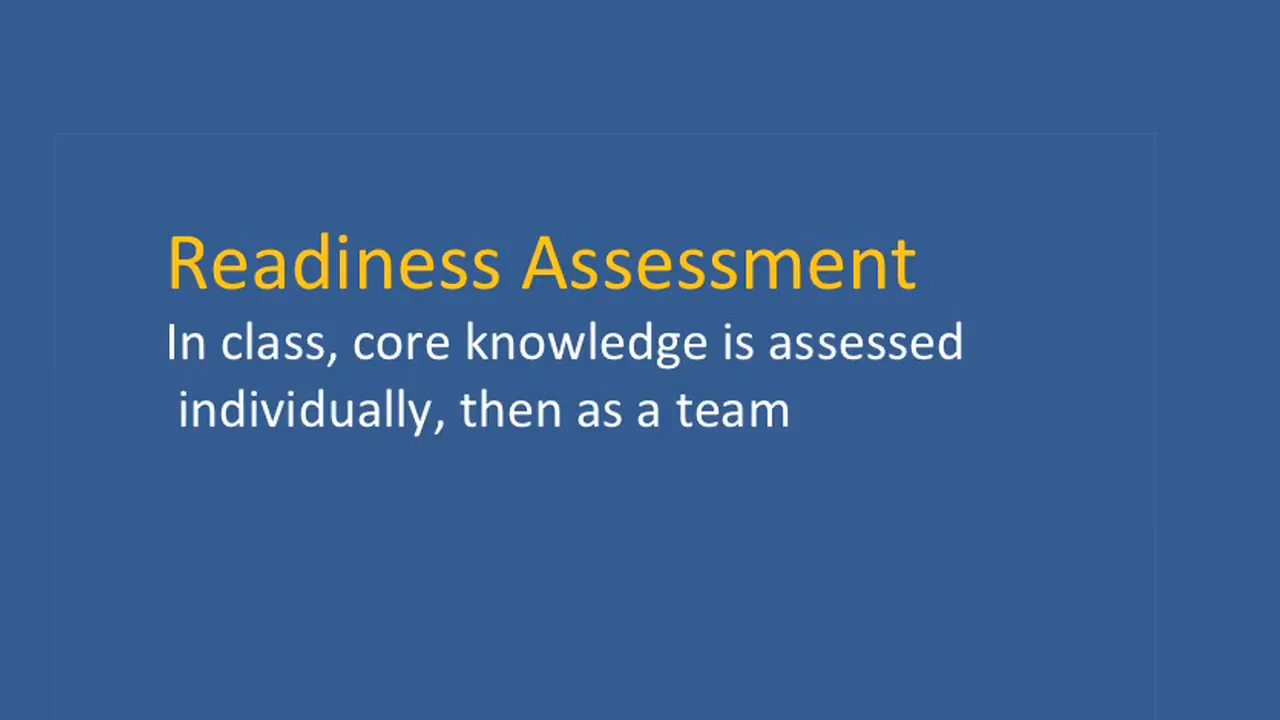 Readiness Assessment
In class, core knowledge is assessed
individually, then as a team